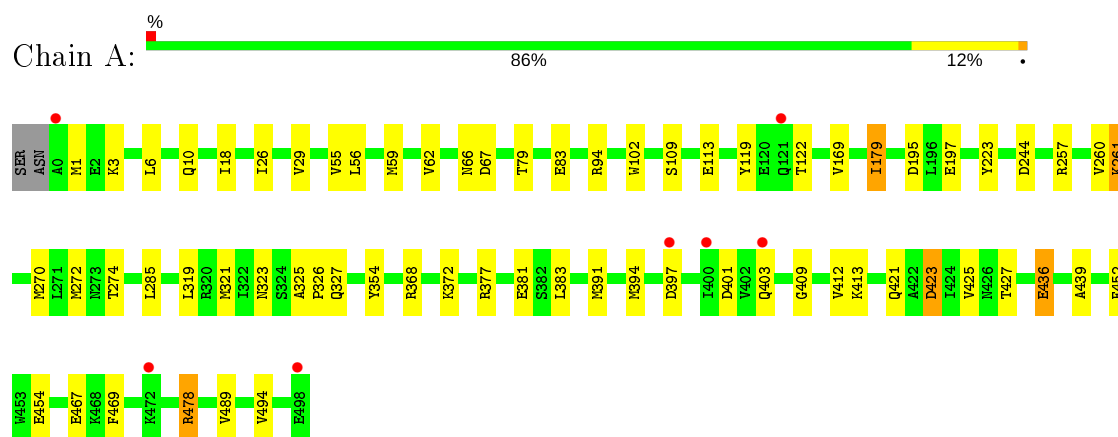 %
Chain A:
86% 12% •
SER ASN A0 M1 E2 K3 L6 Q10 I18 I26 V29 V55 L56 M59 V62 N66 D67 T79 E83 R94 W102 S109 E113 Y119 E120 Q121 T122 V169 I179 D195 L196 E197 Y223 D244 R257 V260 K261
M270 L271 M272 N273 T274 L285 L319 R320 M321 I322 N323 S324 A325 P326 Q327 Y354 R368 K372 R377 E381 S382 L383 M391 M394 D397 I400 D401 V402 Q403 G409 V412 K413 Q421 A422 D423 I424 V425 N426 T427 E436 A439
W453 E454 E467 K468 F469 K472 R478 V489 V494 E498